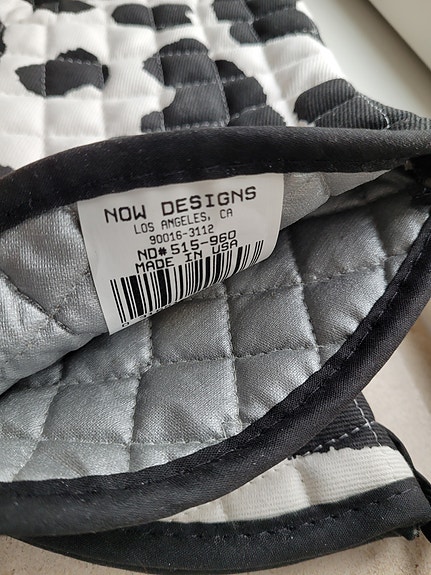 NOW DESIGNS
LOS ANGELES, CA
90016-3112
ND# 515-960
MADE IN USA